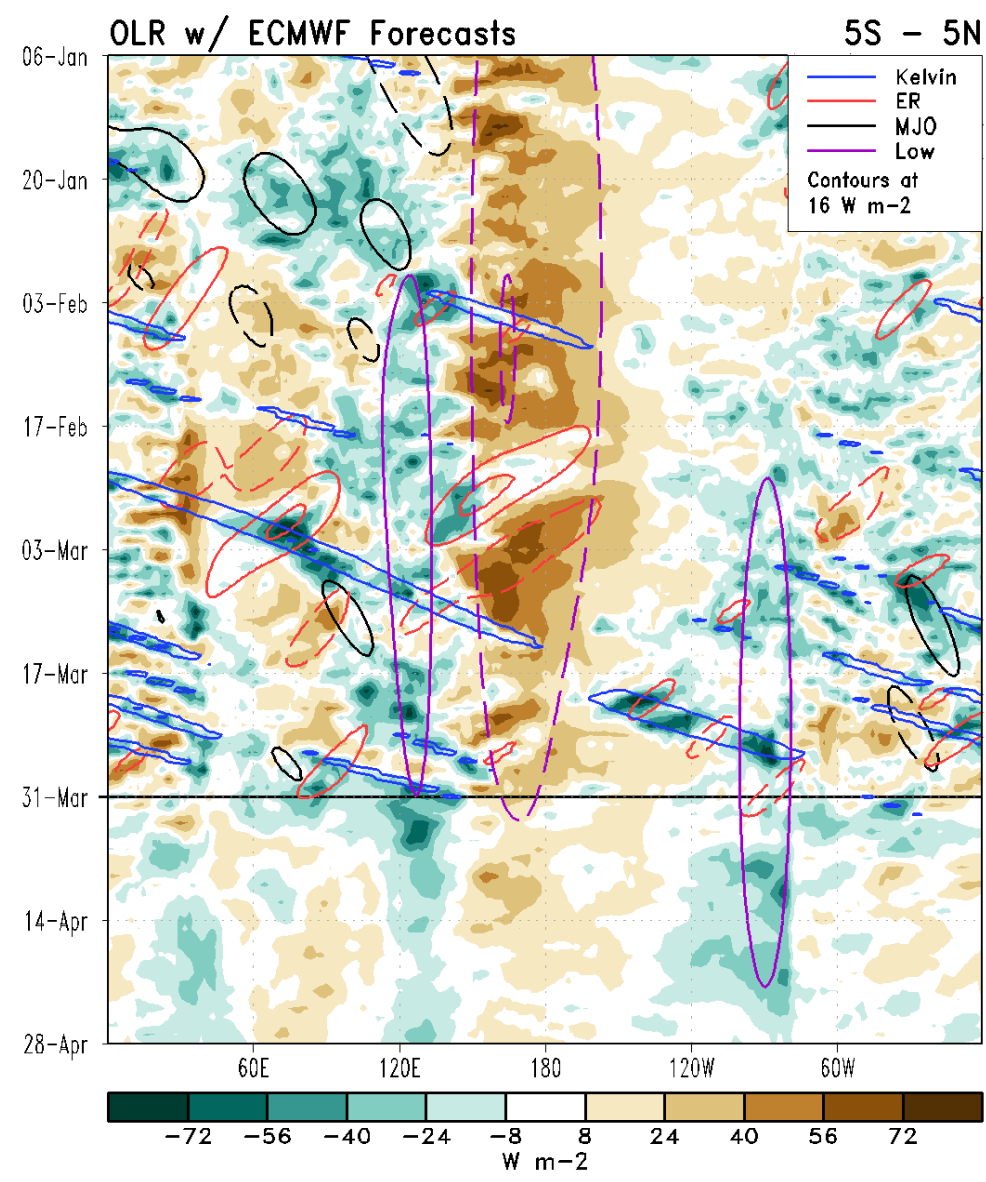 OLR w/ ECMWF Forecasts 5S - 5N
Kelvin
ER
MJO
Low
Contours at
16 W m-2
06-Jan
20-Jan
03-Feb
17-Feb
03-Mar
17-Mar
31-Mar
14-Apr
28-Apr
60E 120E 180 120W 60W
-72 -56 -40 -24 -8 8 24 40 56 72
W m-2